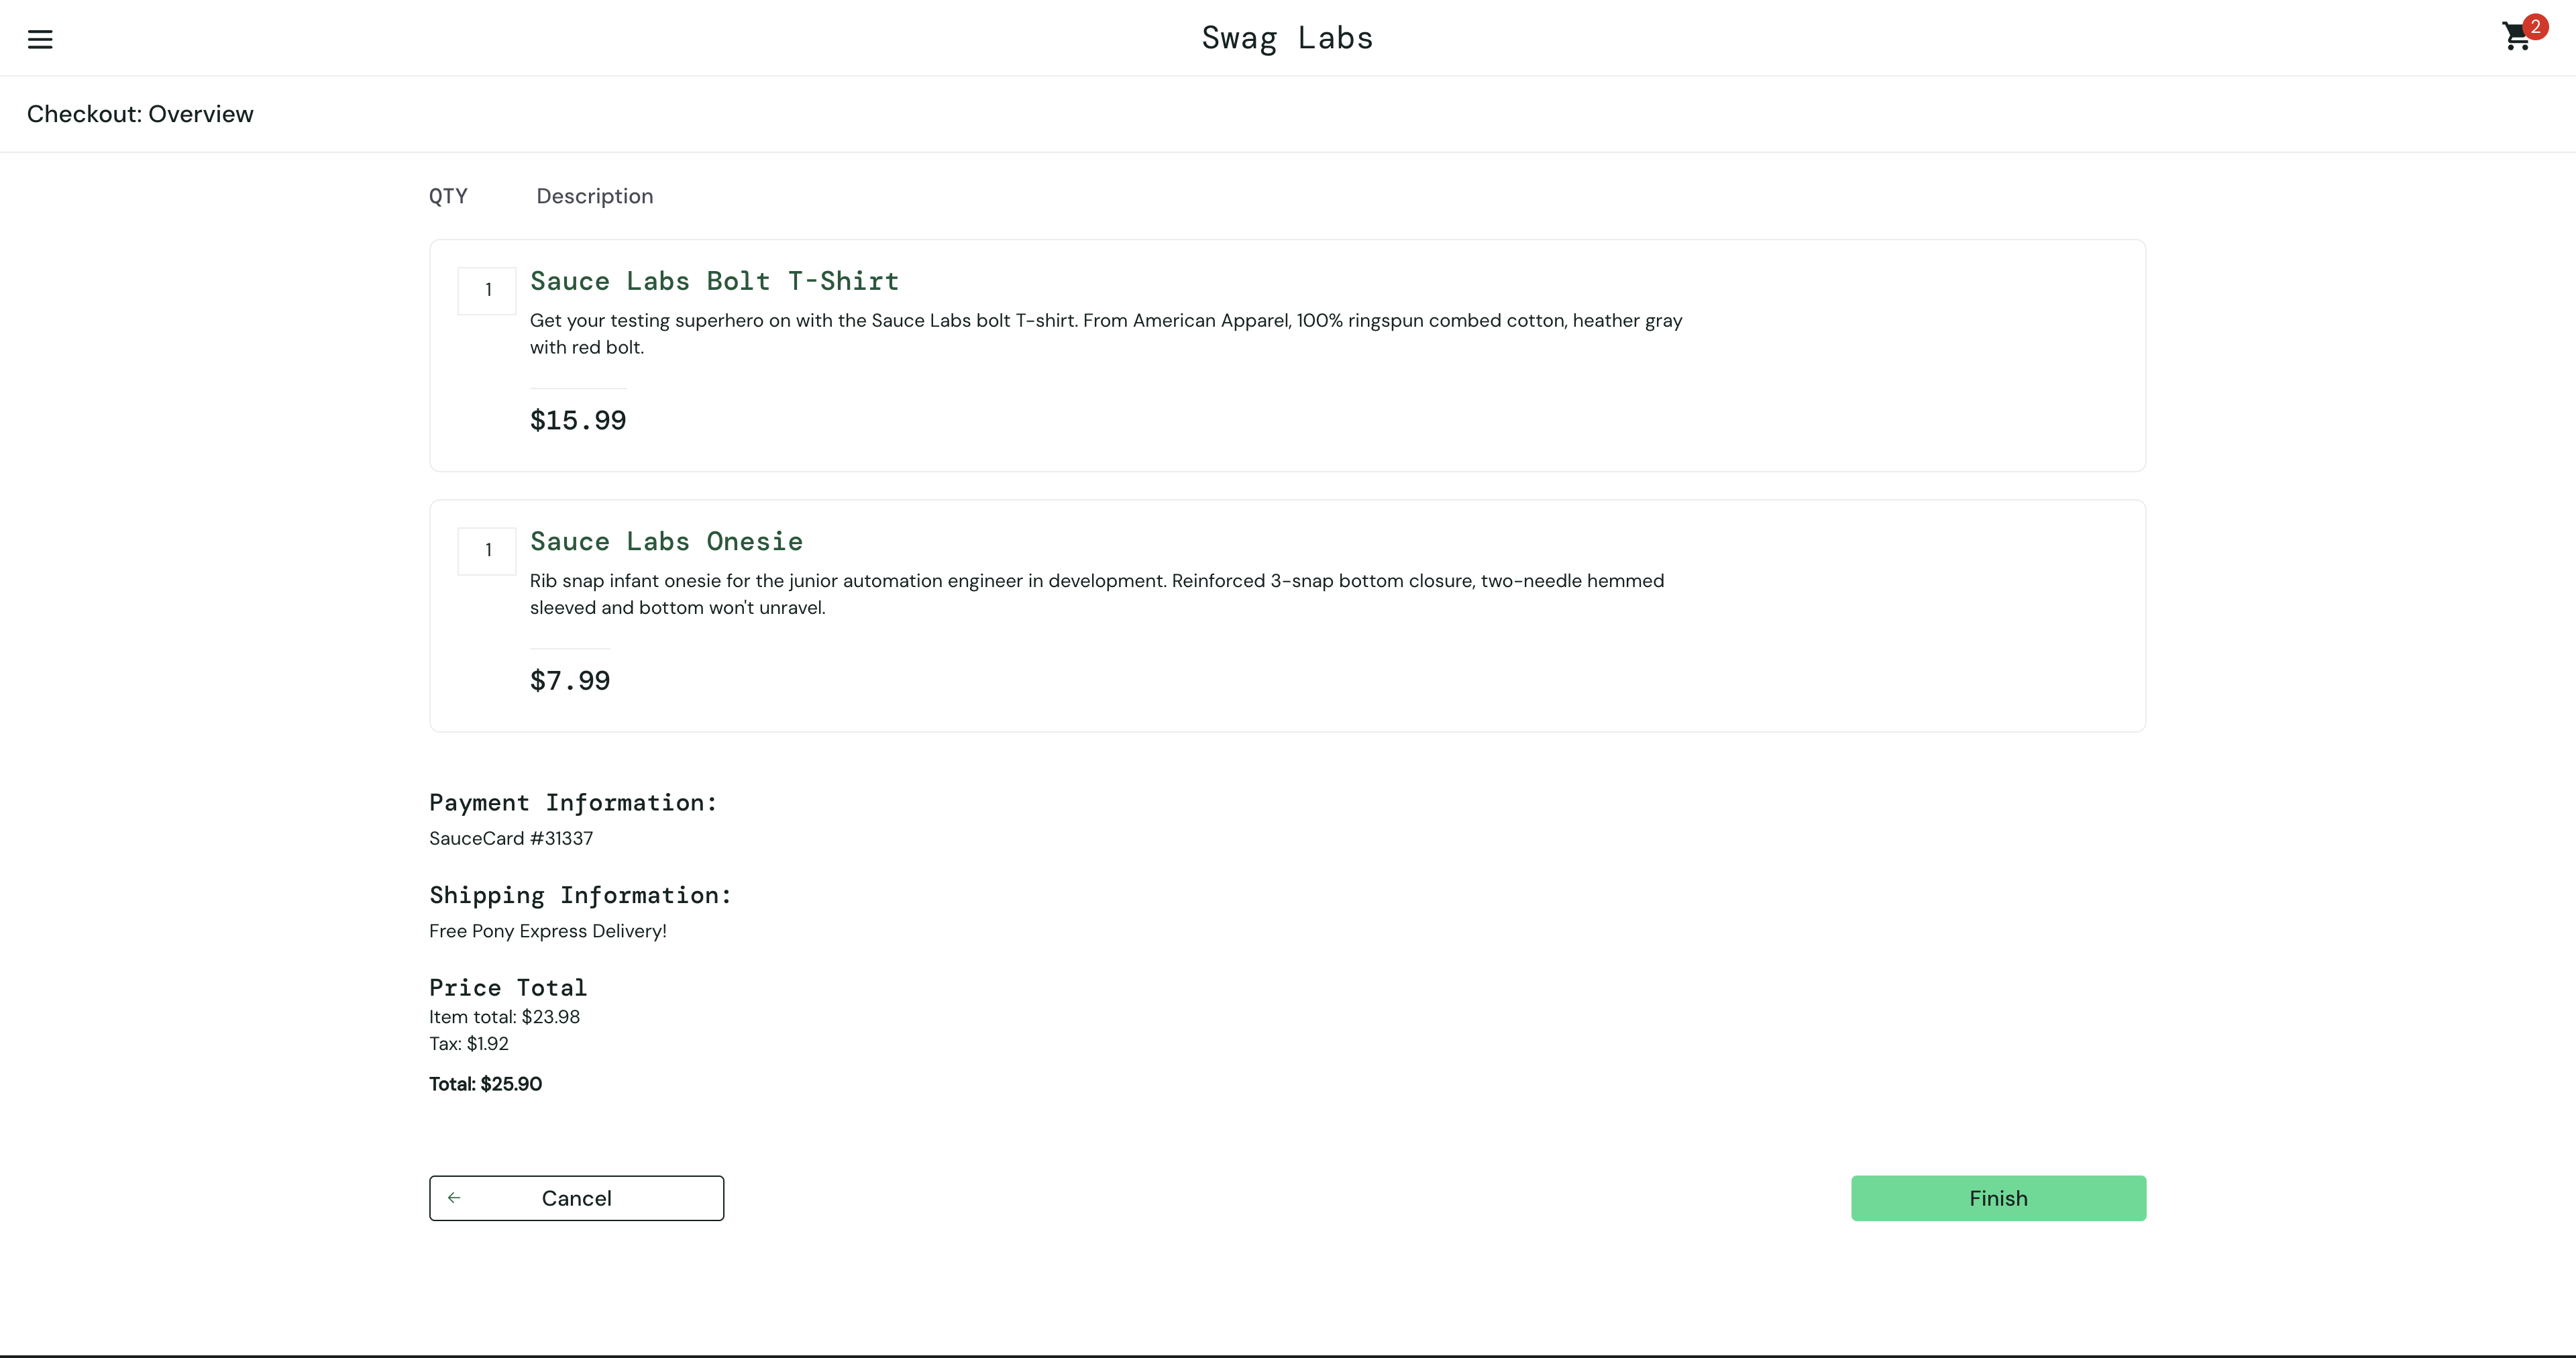 Swag Labs
2
Checkout: Overview
QTY Description
1
Sauce Labs Bolt T-Shirt
Get your testing superhero on with the Sauce Labs bolt T-shirt. From American Apparel, 100% ringspun combed cotton, heather gray
with red bolt.
$15.99
1
Sauce Labs Onesie
Rib snap infant onesie for the junior automation engineer in development. Reinforced 3-snap bottom closure, two-needle hemmed
sleeved and bottom won't unravel.
$7.99
Payment Information:
SauceCard #31337
Shipping Information:
Free Pony Express Delivery!
Price Total
Item total: $23.98
Tax: $1.92
Total: $25.90
Cancel
Finish